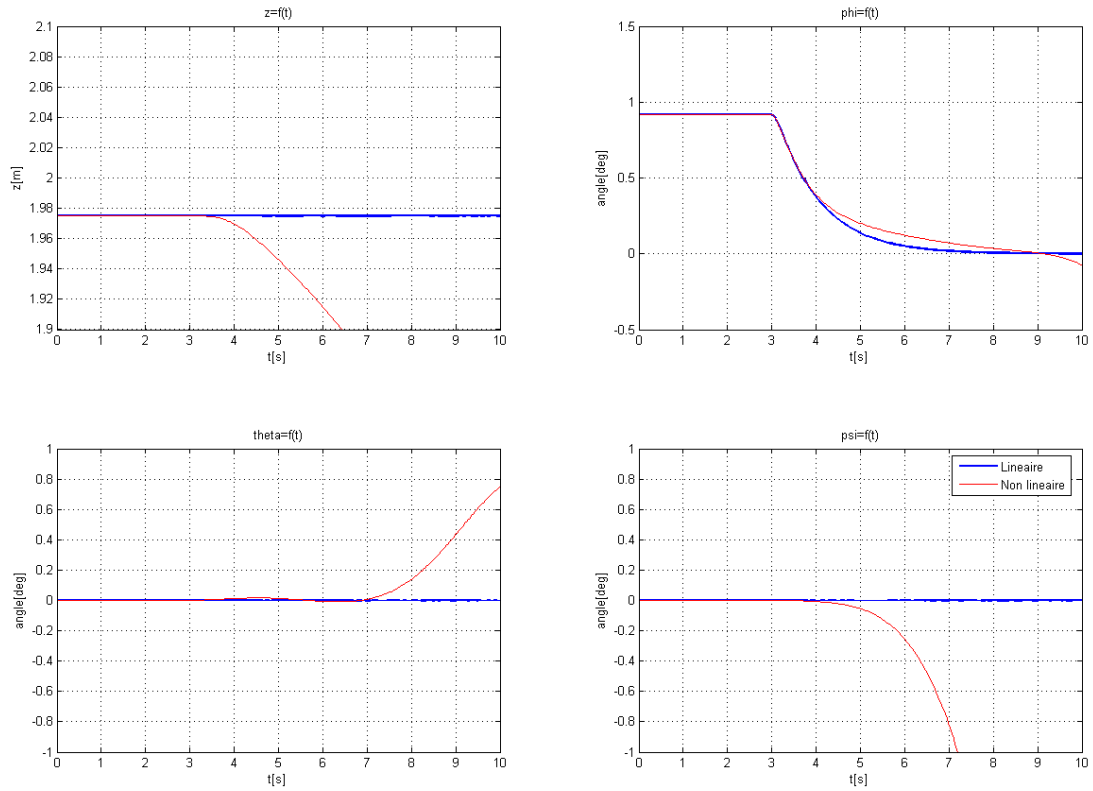 z=f(t)
2.1
2.08
2.06
2.04
2.02
2
1.98
1.96
1.94
1.92
1.9
z[m]
0 1 2 3 4 5 6 7 8 9 10
t[s]
phi=f(t)
1.5
1
0.5
0
-0.5
angle[deg]
0 1 2 3 4 5 6 7 8 9 10
t[s]
theta=f(t)
1
0.8
0.6
0.4
0.2
0
-0.2
-0.4
-0.6
-0.8
-1
angle[deg]
0 1 2 3 4 5 6 7 8 9 10
t[s]
psi=f(t)
1
0.8
0.6
0.4
0.2
0
-0.2
-0.4
-0.6
-0.8
-1
angle[deg]
Lineaire
Non lineaire
0 1 2 3 4 5 6 7 8 9 10
t[s]